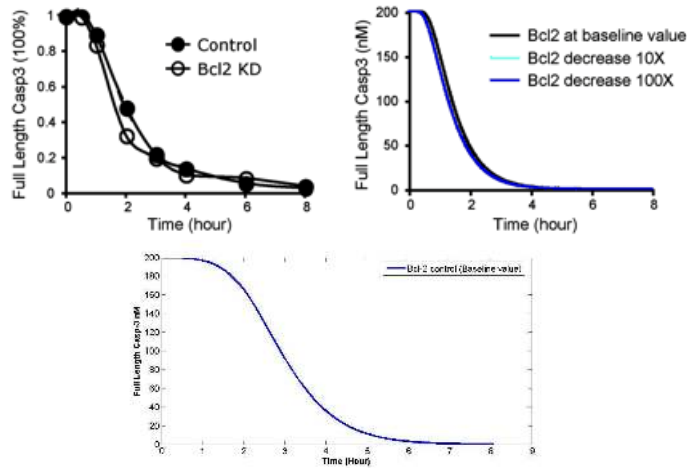 Full Length Casp3 (100%)
1
0.8
0.6
0.4
0.2
0
0 2 4 6 8
Time (hour)
Control
Bcl2 KD
Full Length Casp3 (nM)
200
150
100
50
0
0 2 4 6 8
Time (hour)
Bcl2 at baseline value
Bcl2 decrease 10X
Bcl2 decrease 100X
Full Length Casp-3 nM
200
180
160
140
120
100
80
60
40
20
0
0 1 2 3 4 5 6 7 8 9
Time (Hour)
Bcl-2 control (Baseline value)